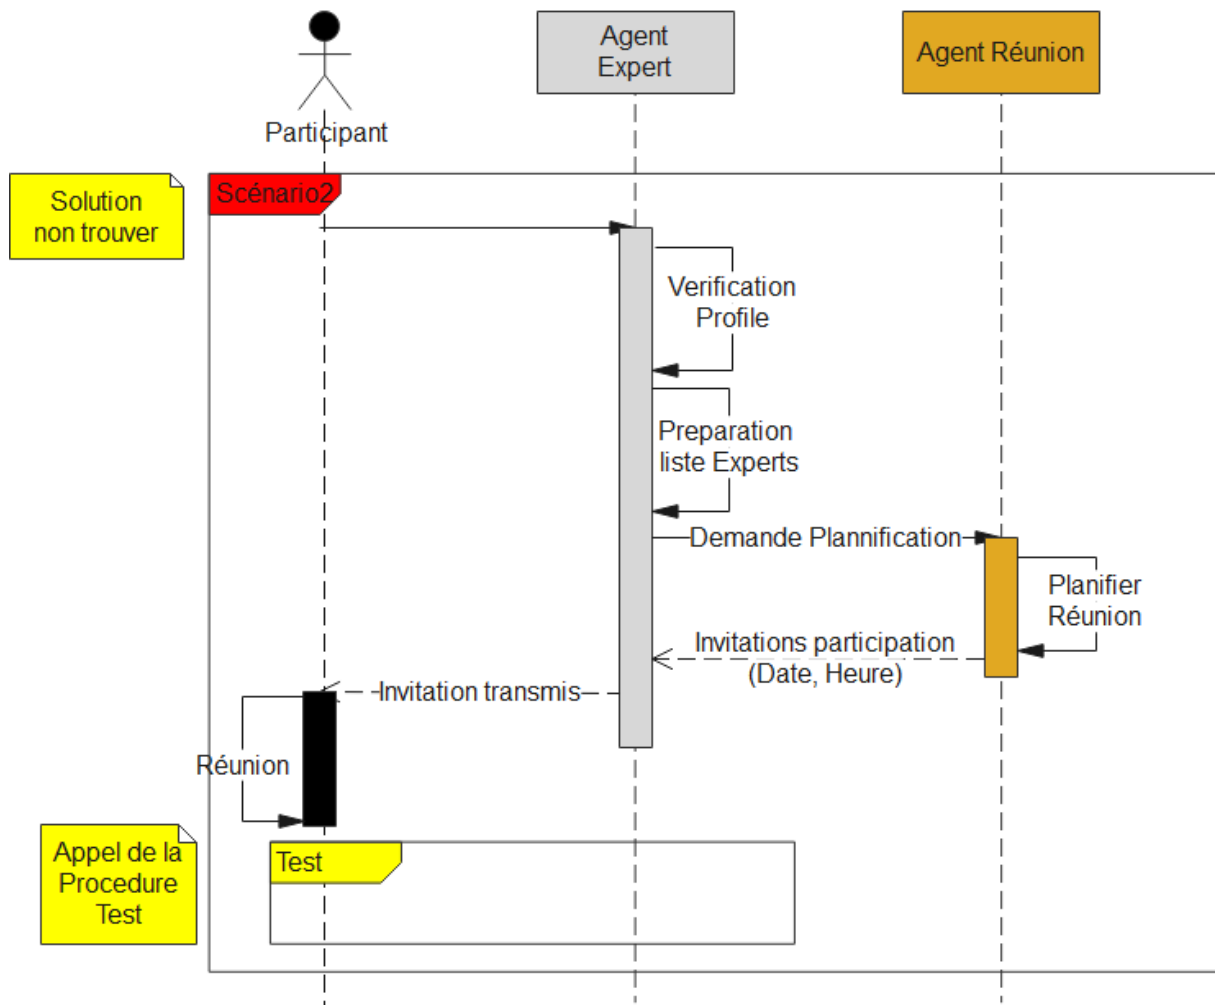 Agent
Expert
Agent Réunion
Participant
Solution
non trouver
Scénario2
Verification
Profile
Preparation
liste Experts
Demande Plannification
Planifier
Réunion
Invitations participation
(Date, Heure)
Invitation transmis
Réunion
Appel de la
Procedure
Test
Test